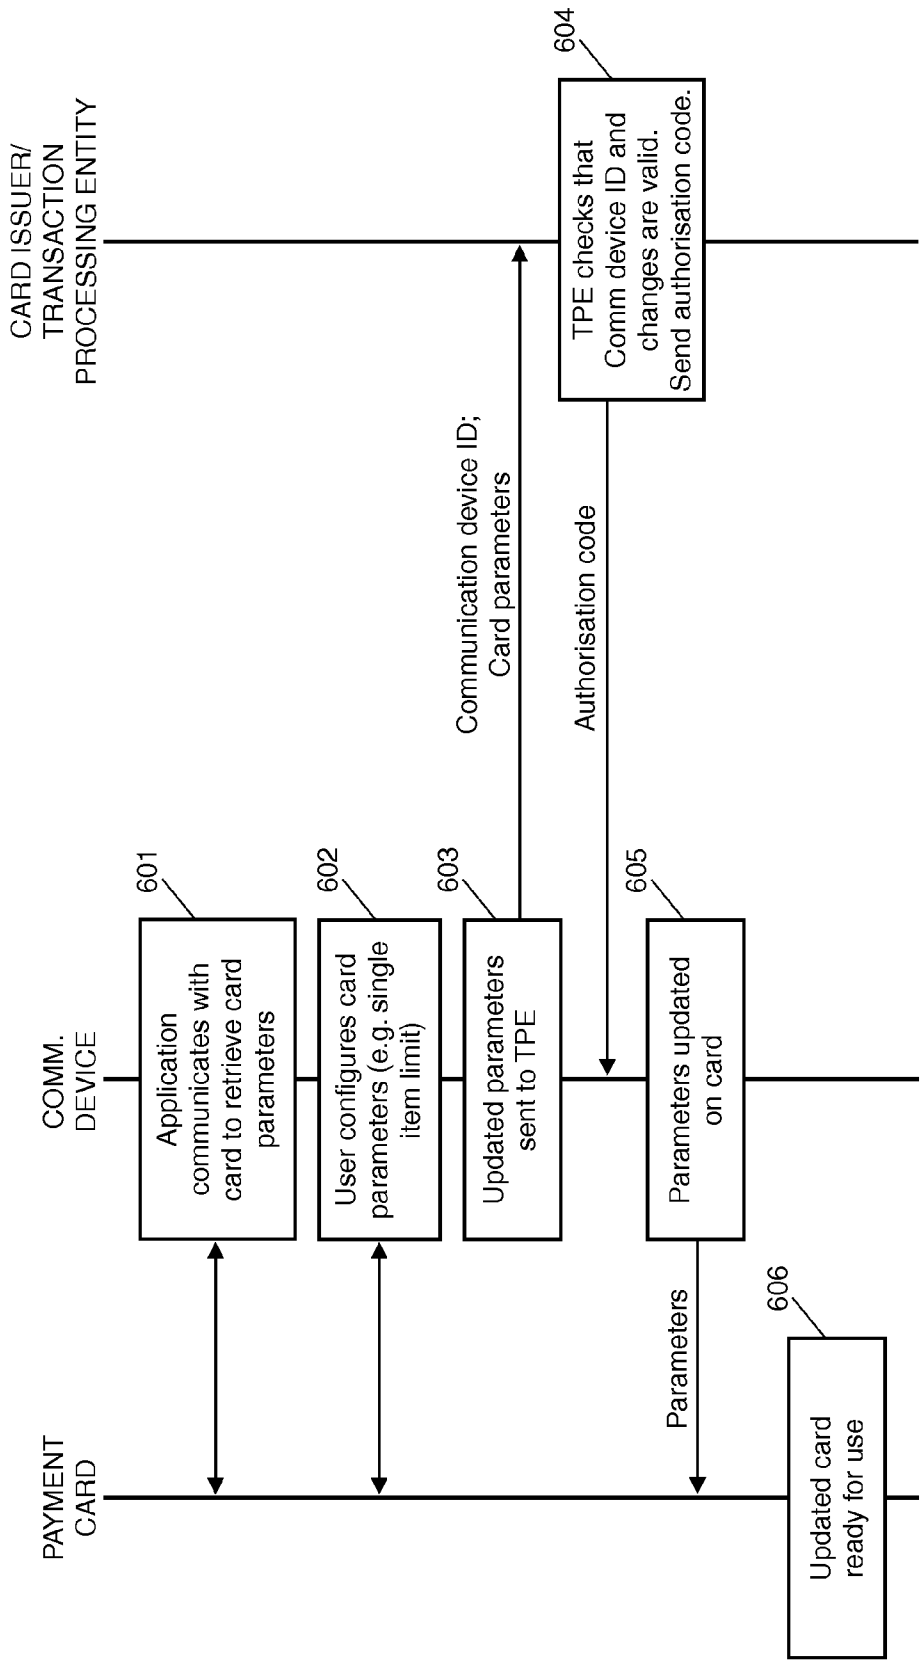 PAYMENT
CARD
COMM.
DEVICE
CARD ISSUER/
TRANSACTION
PROCESSING ENTITY
601
Application
communicates with
card to retrieve card
parameters
602
User configures card
parameters (e.g. single
item limit)
603
Updated parameters
sent to TPE
Communication device ID;
Card parameters
604
TPE checks that
Comm device ID and
changes are valid.
Send authorisation code.
Authorisation code
605
Parameters updated
on card
Parameters
606
Updated card
ready for use